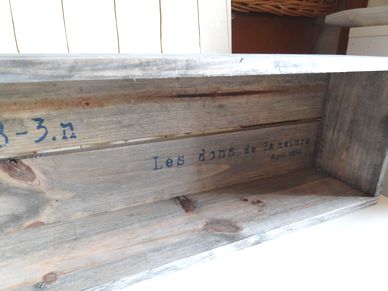 3-3.n
Les dons de la nature